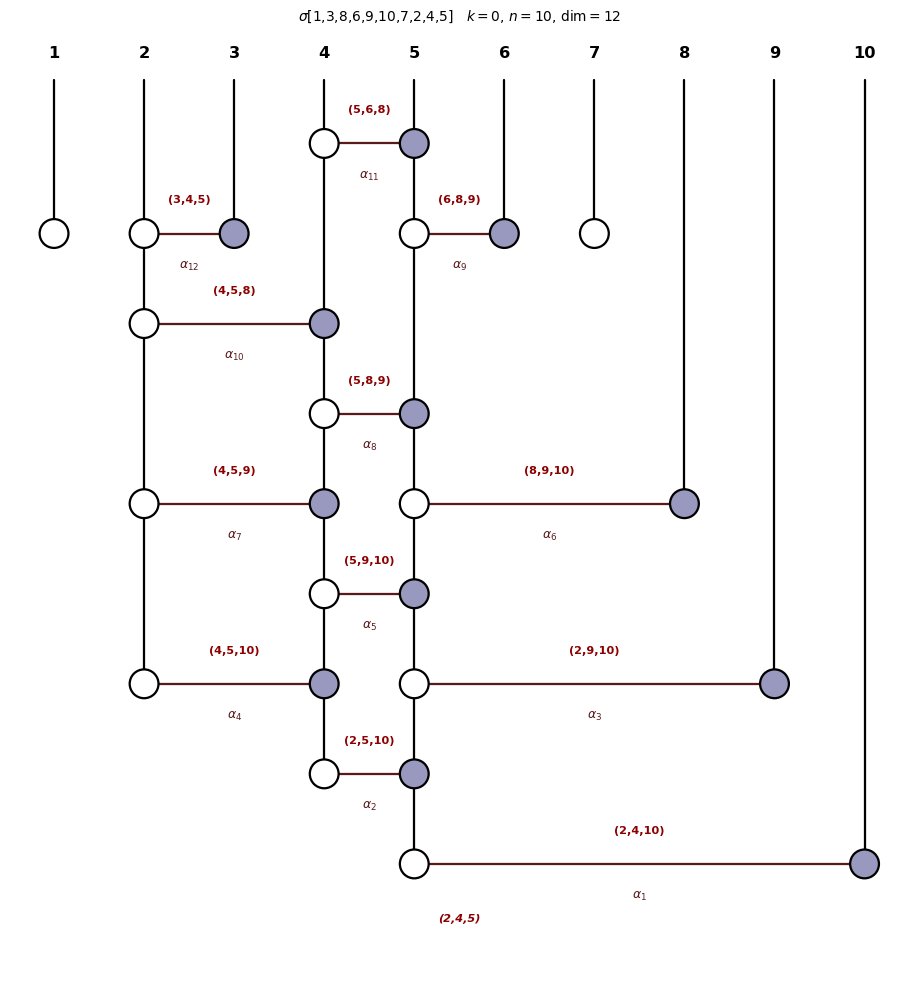 σ[1,3,8,6,9,10,7,2,4,5]   k=0, n=10, dim=12
1 2 3 4 5 6 7 8 9 10
(5,6,8)
α11
(3,4,5) (6,8,9)
α12 α9
(4,5,8)
α10
(5,8,9)
α8
(4,5,9) (8,9,10)
α7 α6
(5,9,10)
α5
(4,5,10) (2,9,10)
α4 α3
(2,5,10)
α2
(2,4,10)
α1
(2,4,5)